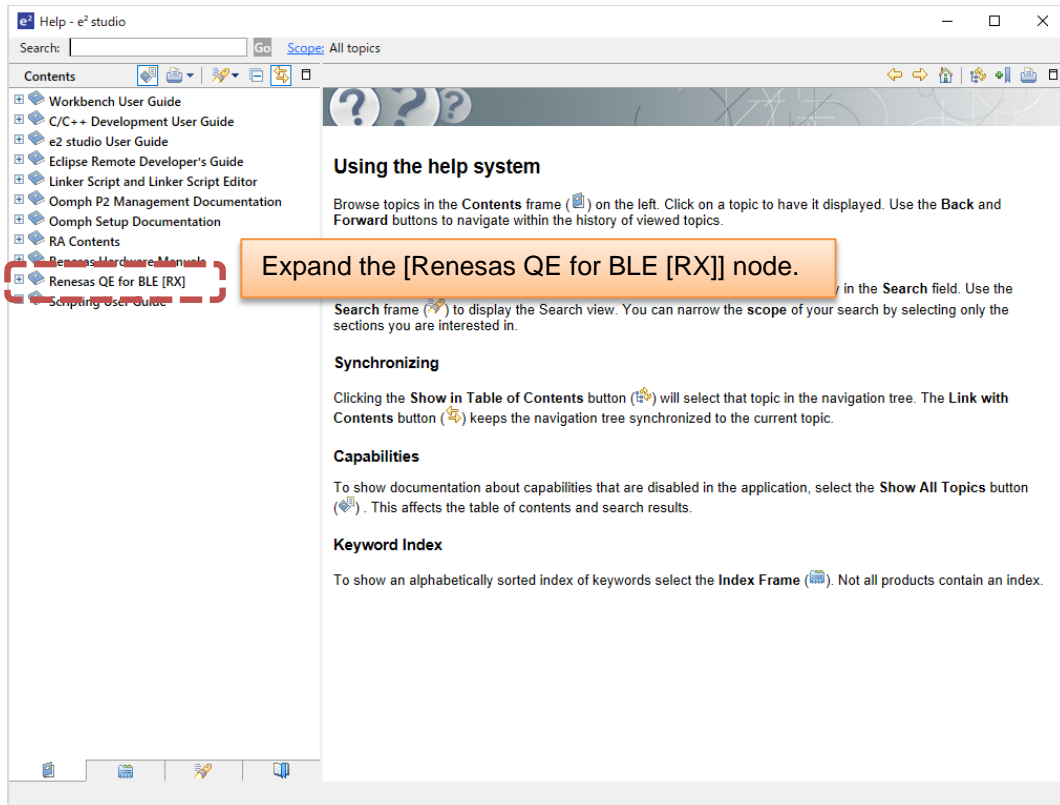 e² Help - e² studio
Search:
Go
Scope: All topics
Contents
Workbench User Guide
C/C++ Development User Guide
e2 studio User Guide
Eclipse Remote Developer's Guide
Linker Script and Linker Script Editor
Oomph P2 Management Documentation
Oomph Setup Documentation
RA Contents
Renesas Hardware Manuals
Renesas QE for BLE [RX]
Scripting User Guide
Using the help system
Browse topics in the Contents frame ( ) on the left. Click on a topic to have it displayed. Use the Back and
Forward buttons to navigate within the history of viewed topics.
Expand the [Renesas QE for BLE [RX]] node.
in the Search field. Use the
Search frame ( ) to display the Search view. You can narrow the scope of your search by selecting only the
sections you are interested in.
Synchronizing
Clicking the Show in Table of Contents button ( ) will select that topic in the navigation tree. The Link with
Contents button ( ) keeps the navigation tree synchronized to the current topic.
Capabilities
To show documentation about capabilities that are disabled in the application, select the Show All Topics button
( ) . This affects the table of contents and search results.
Keyword Index
To show an alphabetically sorted index of keywords select the Index Frame ( ). Not all products contain an index.